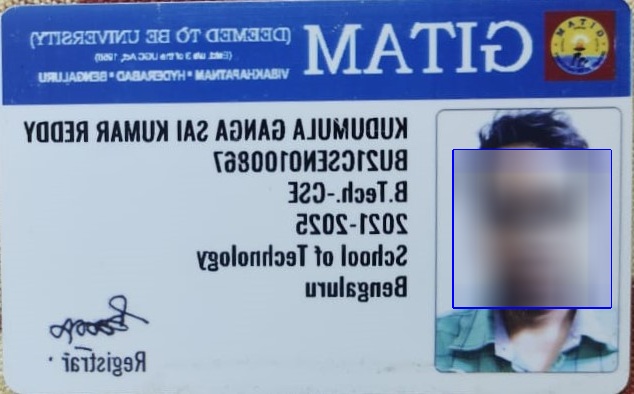 GITAM
GITAM
(DEEMED TO BE UNIVERSITY)
(Estd. u/s 3 of the UGC Act, 1956)
VISAKHAPATNAM * HYDERABAD * BENGALURU
KUDUMULA GANGA SAI KUMAR REDDY
BU21CSEN0100867
B.Tech.-CSE
2021-2025
School of Technology
Bengaluru
Registrar